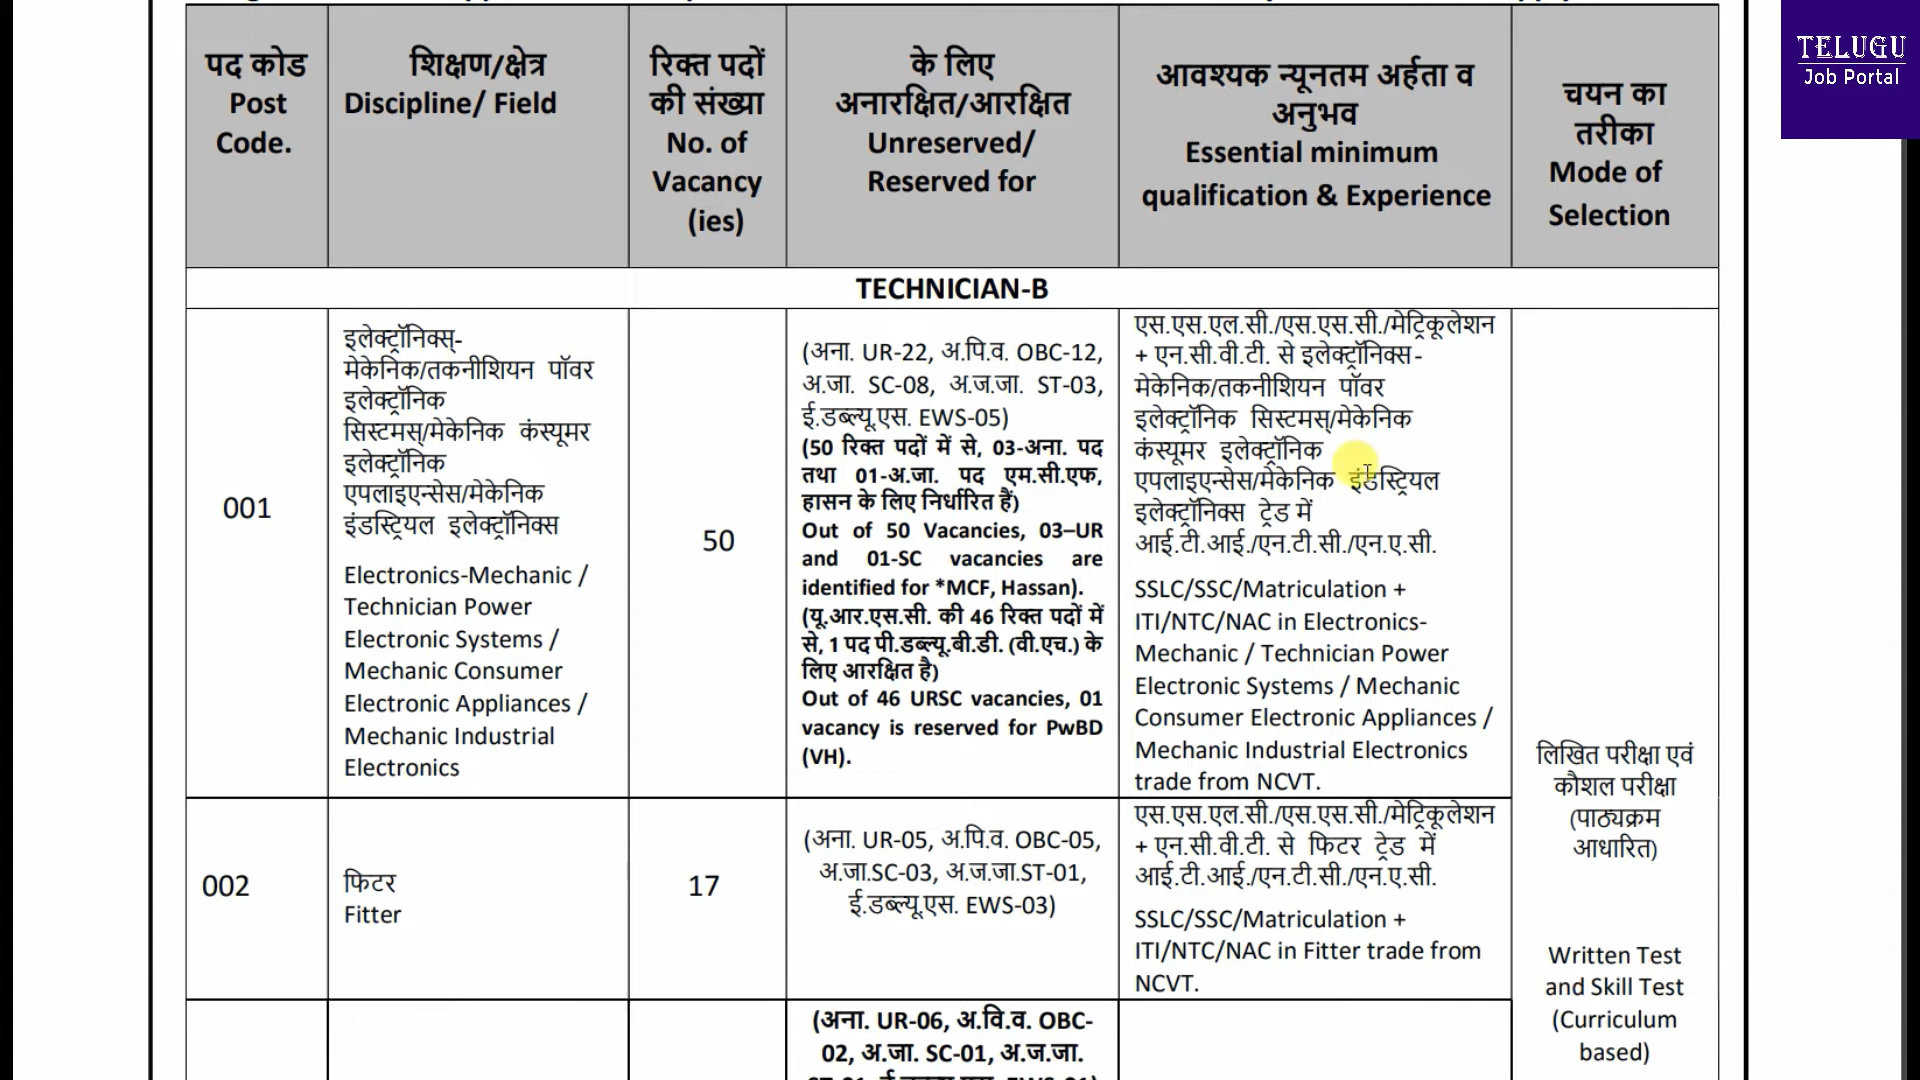 TELUGU
Job Portal
पद कोड
Post
Code.
शिक्षण/क्षेत्र
Discipline/ Field
रिक्त पदों
की संख्या
No. of
Vacancy
(ies)
के लिए
अनारक्षित/आरक्षित
Unreserved/
Reserved for
आवश्यक न्यूनतम अर्हता व
अनुभव
Essential minimum
qualification & Experience
चयन का
तरीका
Mode of
Selection
TECHNICIAN-B
001
इलेक्ट्रॉनिक्स्-
मेकेनिक/तकनीशियन पॉवर
इलेक्ट्रॉनिक
सिस्टमस्/मेकेनिक कंस्यूमर
इलेक्ट्रॉनिक
एपलाइएन्सेस/मेकेनिक
इंडस्ट्रियल इलेक्ट्रॉनिक्स
Electronics-Mechanic /
Technician Power
Electronic Systems /
Mechanic Consumer
Electronic Appliances /
Mechanic Industrial
Electronics
50
(अना. UR-22, अ.पि.व. OBC-12,
अ.जा. SC-08, अ.ज.जा. ST-03,
ई.डब्ल्यू.एस. EWS-05)
(50 रिक्त पदों में से, 03-अना. पद
तथा 01-अ.जा. पद एम.सी.एफ,
हासन के लिए निर्धारित हैं)
Out of 50 Vacancies, 03–UR
and 01-SC vacancies are
identified for *MCF, Hassan).
(यू.आर.एस.सी. की 46 रिक्त पदों में
से, 1 पद पी.डब्ल्यू.बी.डी. (वी.एच.) के
लिए आरक्षित है)
Out of 46 URSC vacancies, 01
vacancy is reserved for PwBD
(VH).
एस.एस.एल.सी./एस.एस.सी./मेट्रिकूलेशन
+ एन.सी.वी.टी. से इलेक्ट्रॉनिक्स-
मेकेनिक/तकनीशियन पॉवर
इलेक्ट्रॉनिक सिस्टमस्/मेकेनिक
कंस्यूमर इलेक्ट्रॉनिक
एपलाइएन्सेस/मेकेनिक इंडस्ट्रियल
इलेक्ट्रॉनिक्स ट्रेड में
आई.टी.आई./एन.टी.सी./एन.ए.सी.
SSLC/SSC/Matriculation +
ITI/NTC/NAC in Electronics-
Mechanic / Technician Power
Electronic Systems / Mechanic
Consumer Electronic Appliances /
Mechanic Industrial Electronics
trade from NCVT.
लिखित परीक्षा एवं
कौशल परीक्षा
(पाठ्यक्रम
आधारित)
Written Test
and Skill Test
(Curriculum
based)
002
फिटर
Fitter
17
(अना. UR-05, अ.पि.व. OBC-05,
अ.जा.SC-03, अ.ज.जा.ST-01,
ई.डब्ल्यू.एस. EWS-03)
एस.एस.एल.सी./एस.एस.सी./मेट्रिकूलेशन
+ एन.सी.वी.टी. से फिटर ट्रेड में
आई.टी.आई./एन.टी.सी./एन.ए.सी.
SSLC/SSC/Matriculation +
ITI/NTC/NAC in Fitter trade from
NCVT.
(अना. UR-06, अ.वि.व. OBC-
02, अ.जा. SC-01, अ.ज.जा.